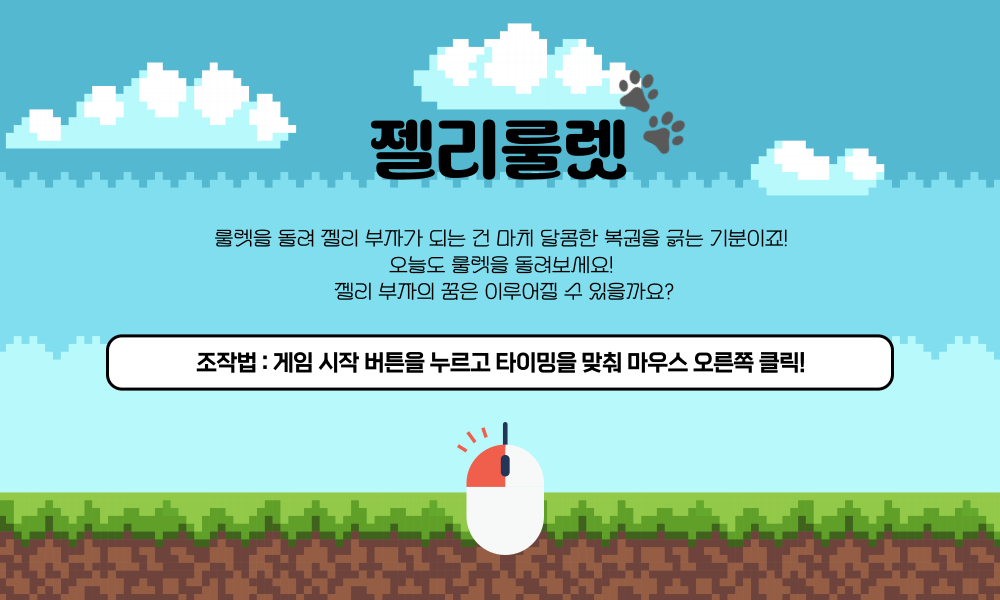 젤리룰렛
룰렛을 돌려 젤리 부자가 되는 건 마치 달콤한 복권을 긁는 기분이죠!
오늘도 룰렛을 돌려보세요!
젤리 부자의 꿈은 이루어질 수 있을까요?
조작법 : 게임 시작 버튼을 누르고 타이밍을 맞춰 마우스 오른쪽 클릭!